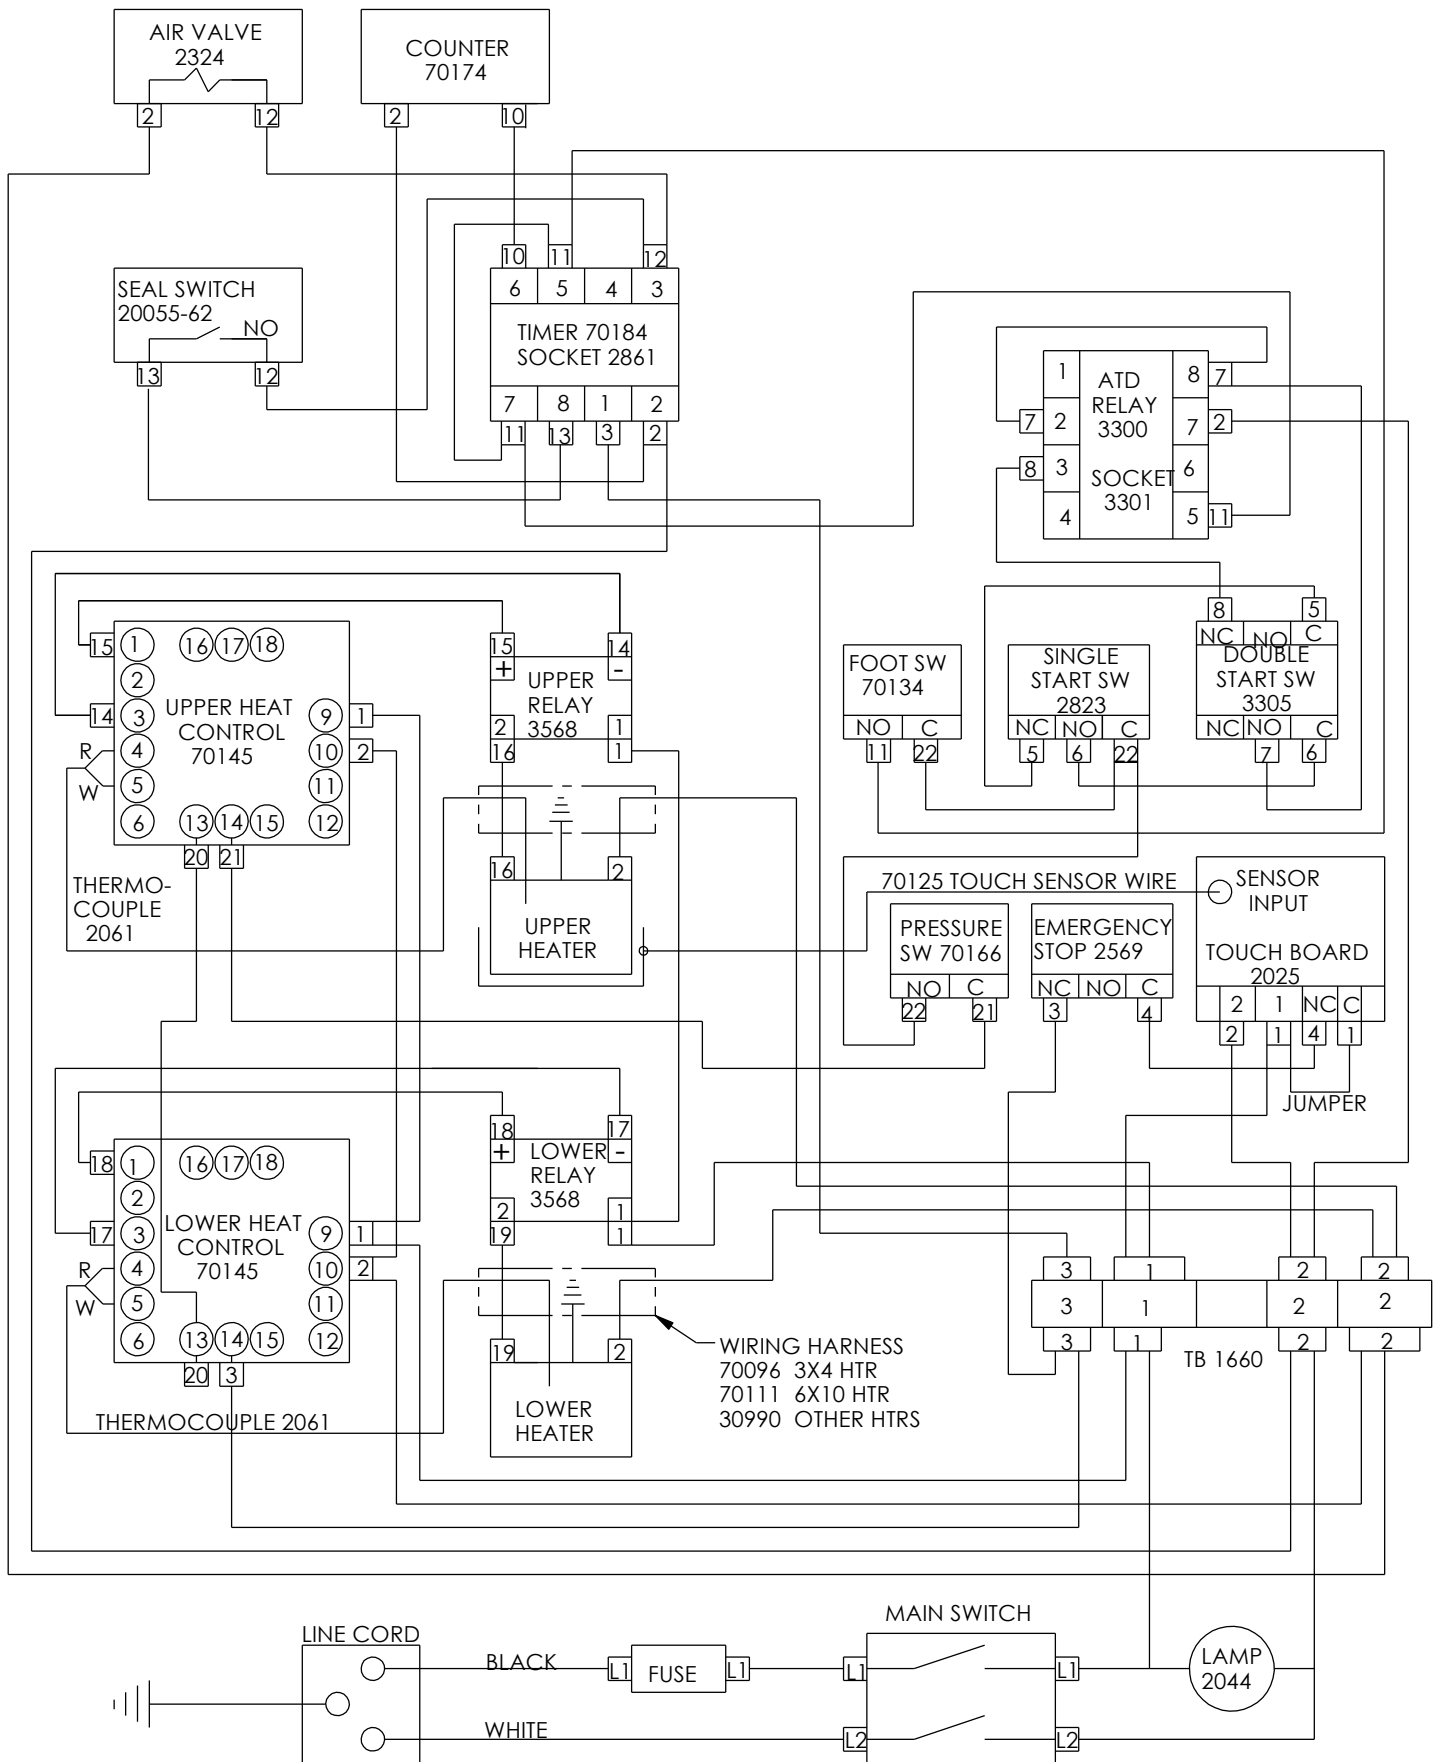 AIR VALVE
2324
2 12
COUNTER
70174
2 10
SEAL SWITCH
20055-62
NO
13 12
10 11 12
6 5 4 3
TIMER 70184
SOCKET 2861
7 8 1 2
11 13 3 2
1 8 7
7 2 7 2
8 3 6
4 5 11
ATD
RELAY
3300
SOCKET
3301
15 1 16 17 18
2
14 3 9 1
R 4 10 2
W 5 11
6 13 14 15 12
20 21
UPPER HEAT
CONTROL
70145
15 14
+ -
UPPER
RELAY
3568
2 1
16 1
FOOT SW
70134
NO C
11 22
SINGLE
START SW
2823
NC NO C
5 6 22
8 5
NC NO C
DOUBLE
START SW
3305
NC NO C
7 6
THERMO-
COUPLE
2061
16 2
UPPER
HEATER
70125 TOUCH SENSOR WIRE
SENSOR
INPUT
TOUCH BOARD
2025
2 1 NC C
2 1 4 1
JUMPER
PRESSURE
SW 70166
NO C
22 21
EMERGENCY
STOP 2569
NC NO C
3 4
18 1 16 17 18
2
17 3 9 1
R 4 10 2
W 5 11
6 13 14 15 12
20 3
LOWER HEAT
CONTROL
70145
18 17
+ -
LOWER
RELAY
3568
2 1
19 1
THERMOCOUPLE 2061
19 2
LOWER
HEATER
WIRING HARNESS
70096 3X4 HTR
70111 6X10 HTR
30990 OTHER HTRS
3 1 2 2
3 1 2 2
3 1 2 2
TB 1660
LINE CORD
BLACK
WHITE
L1 FUSE L1
MAIN SWITCH
L1 L1
L2 L2
LAMP
2044